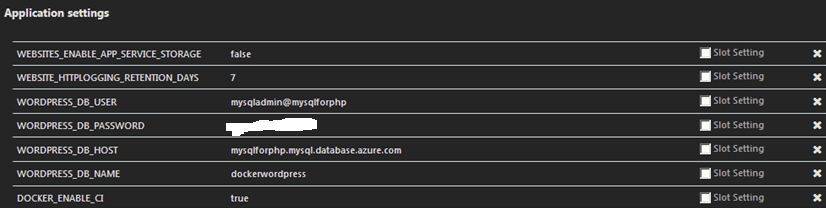 Application settings
WEBSITES_ENABLE_APP_SERVICE_STORAGE false Slot Setting
WEBSITE_HTTPLOGGING_RETENTION_DAYS 7 Slot Setting
WORDPRESS_DB_USER mysqladmin@mysqlforphp Slot Setting
WORDPRESS_DB_PASSWORD Slot Setting
WORDPRESS_DB_HOST mysqlforphp.mysql.database.azure.com Slot Setting
WORDPRESS_DB_NAME dockerwordpress Slot Setting
DOCKER_ENABLE_CI true Slot Setting